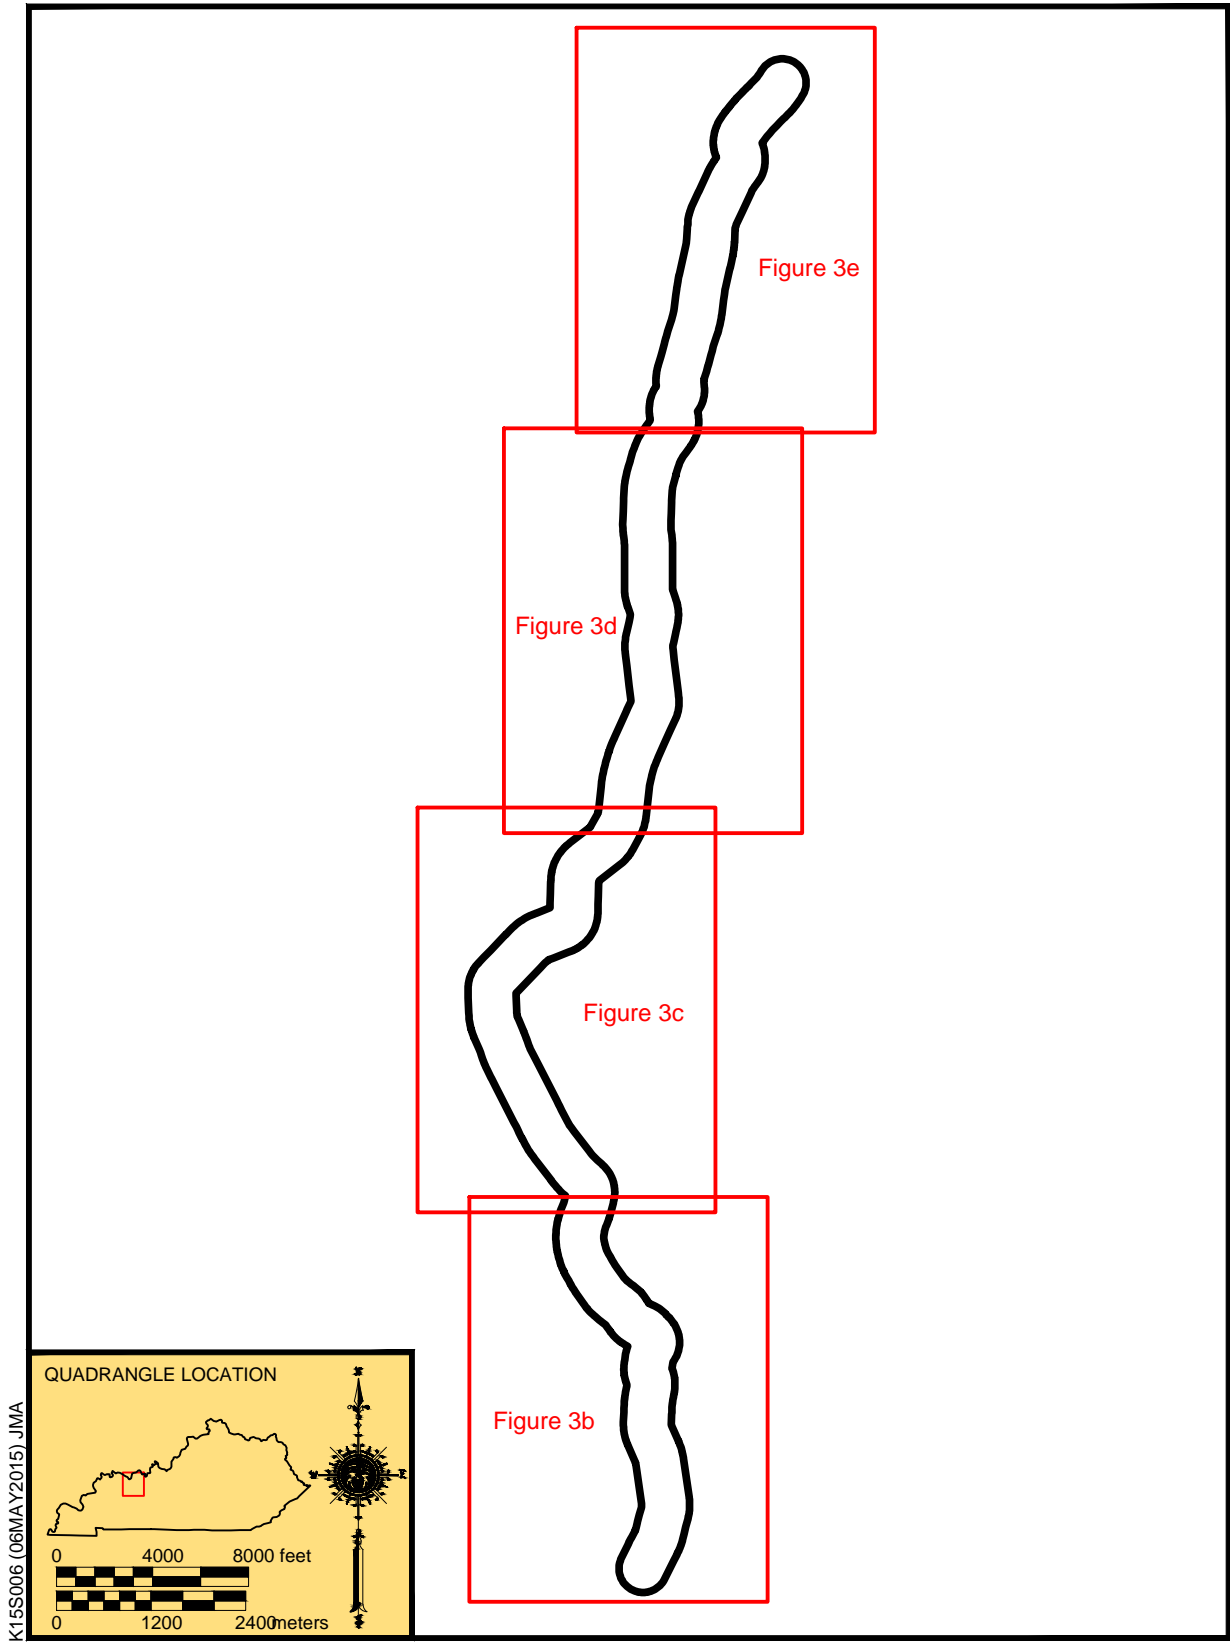 Figure 3e
Figure 3d
Figure 3c
Figure 3b
QUADRANGLE LOCATION
0 4000 8000 feet
0 1200 2400meters
K15S006 (06MAY2015) JMA